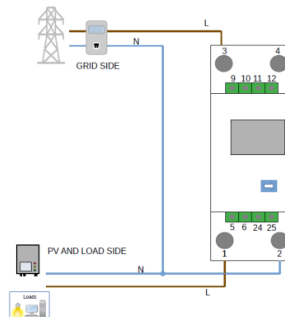 L
N
GRID SIDE
3 4
9 10 11 12
5 6 24 25
1 2
PV AND LOAD SIDE
N
L
LOADS